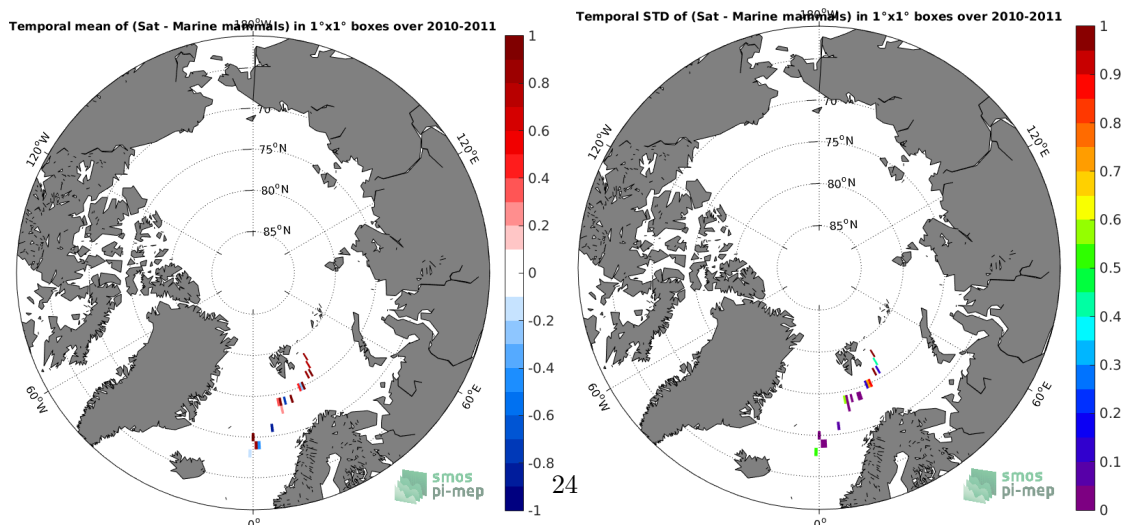 Temporal mean of (Sat - Marine mammals) in 1°x1° boxes over 2010-2011
180°W
120°W
120°E
70
75°N
80°N
85°N
60°W
60°E
0°
1
0.8
0.6
0.4
0.2
0
-0.2
-0.4
-0.6
-0.8
-1
smos
pi-mep
24
Temporal STD of (Sat - Marine mammals) in 1°x1° boxes over 2010-2011
180°W
120°W
120°E
70
75°N
80°N
85°N
60°W
60°E
0°
1
0.9
0.8
0.7
0.6
0.5
0.4
0.3
0.2
0.1
0
smos
pi-mep